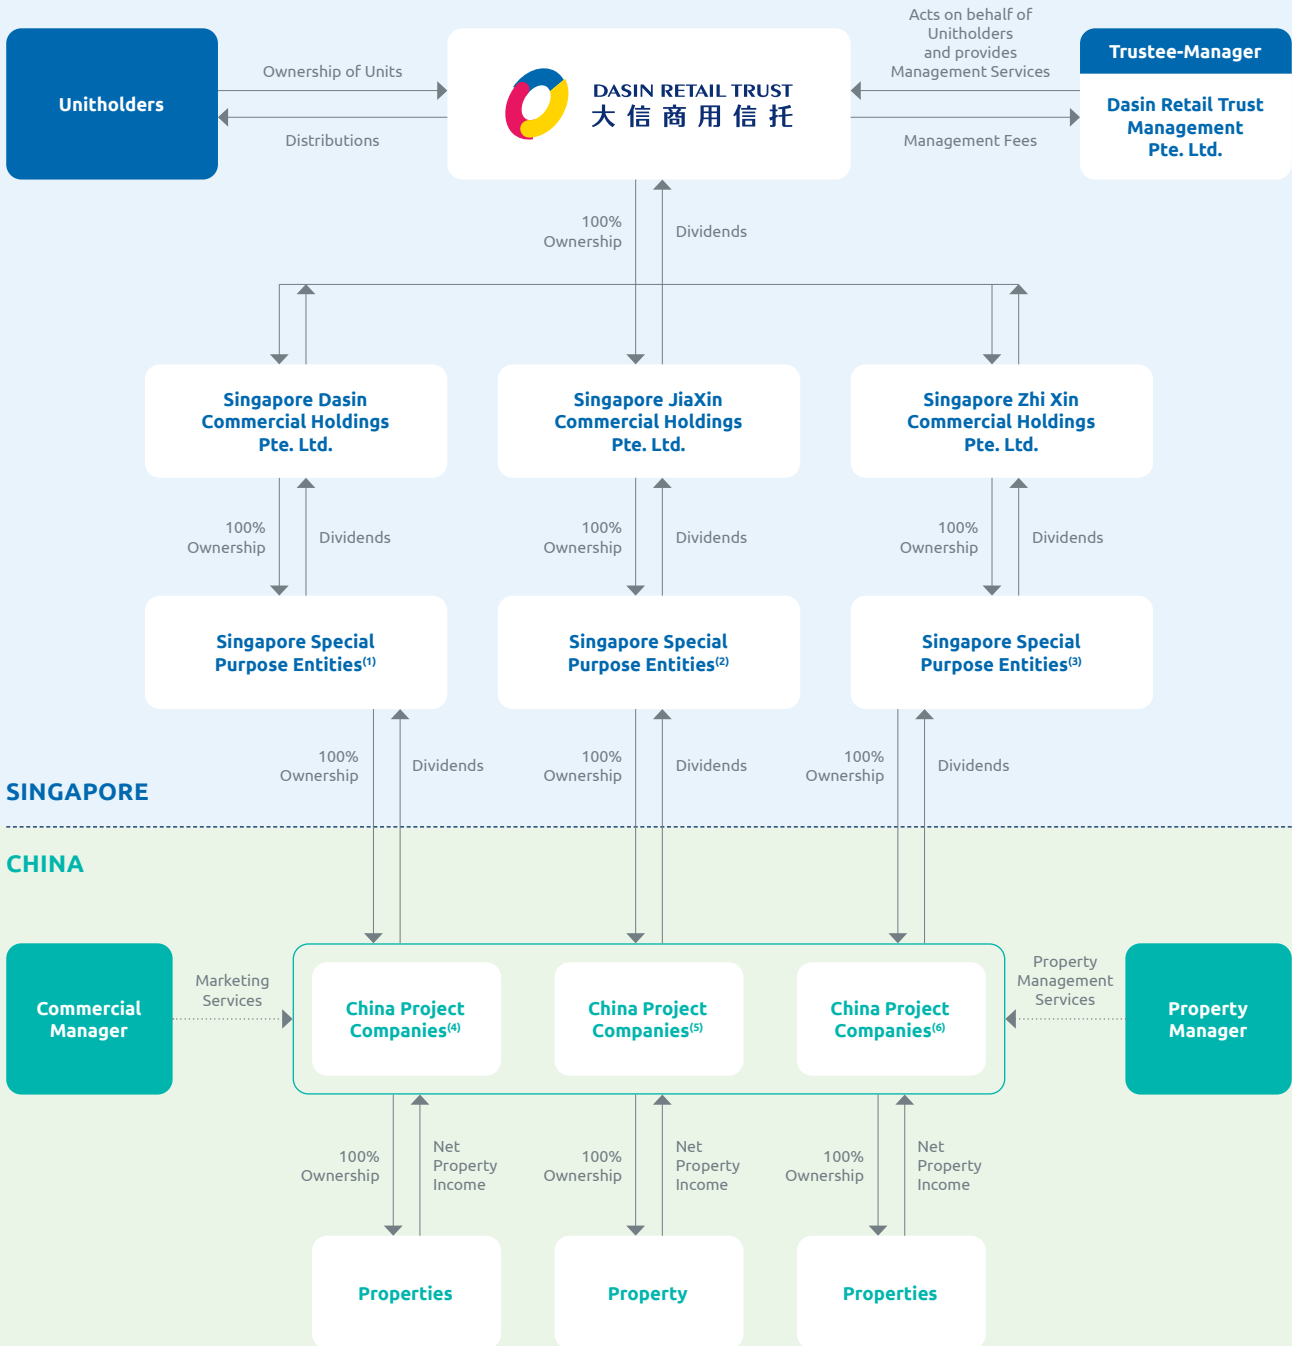 Unitholders
Ownership of Units
Distributions
DASIN RETAIL TRUST
大信商用信托
Acts on behalf of
Unitholders
and provides
Management Services
Management Fees
Trustee-Manager
Dasin Retail Trust
Management
Pte. Ltd.
100%
Ownership
Dividends
Singapore Dasin
Commercial Holdings
Pte. Ltd.
Singapore JiaXin
Commercial Holdings
Pte. Ltd.
Singapore Zhi Xin
Commercial Holdings
Pte. Ltd.
100%
Ownership
Dividends
100%
Ownership
Dividends
100%
Ownership
Dividends
Singapore Special
Purpose Entities(1)
Singapore Special
Purpose Entities(2)
Singapore Special
Purpose Entities(3)
100%
Ownership
Dividends
100%
Ownership
Dividends
100%
Ownership
Dividends
SINGAPORE
CHINA
Commercial
Manager
Marketing
Services
China Project
Companies(4)
China Project
Companies(5)
China Project
Companies(6)
Property
Management
Services
Property
Manager
100%
Ownership
Net
Property
Income
100%
Ownership
Net
Property
Income
100%
Ownership
Net
Property
Income
Properties
Property
Properties